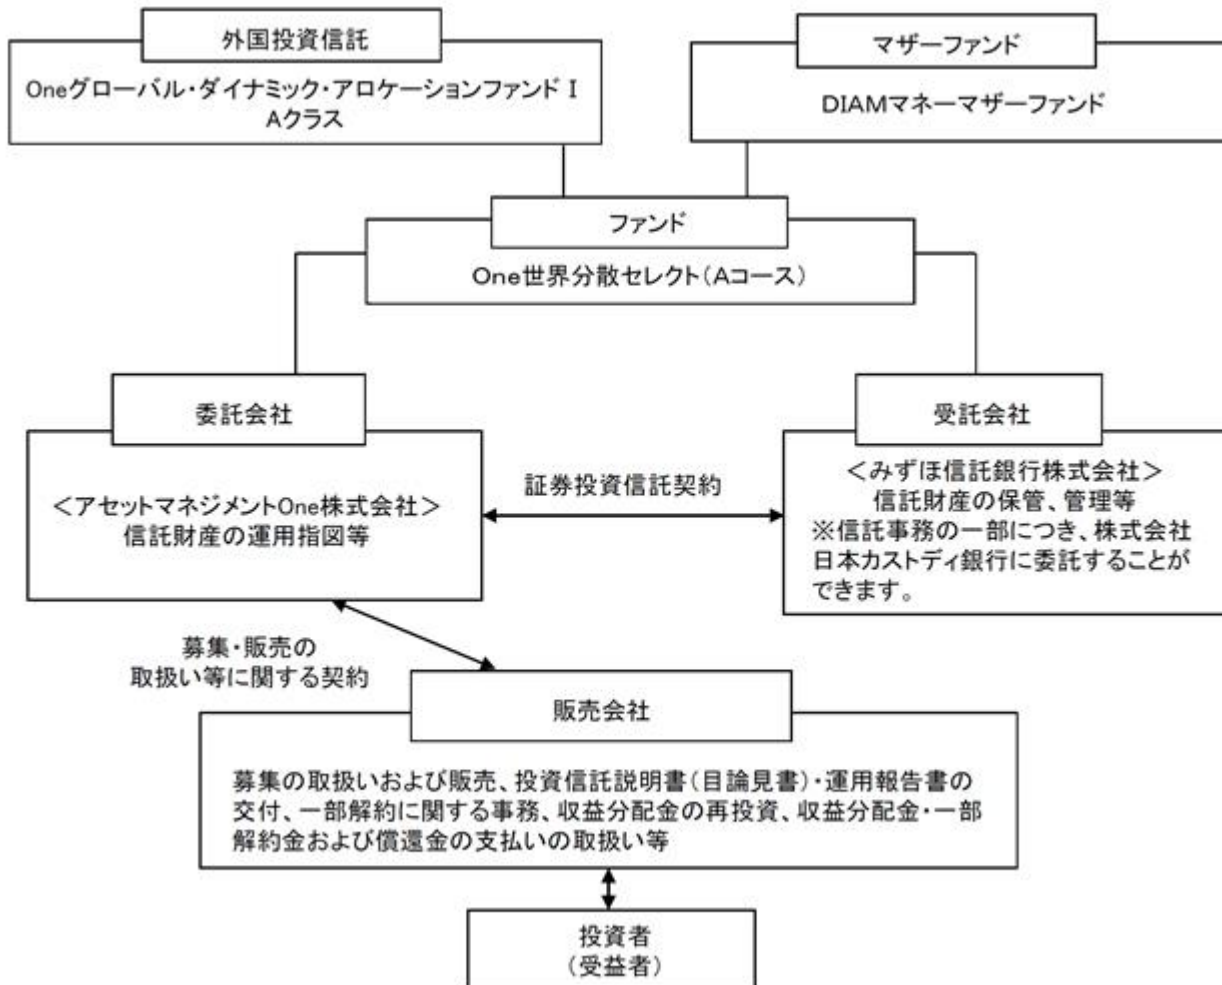 外国投資信託
Oneグローバル・ダイナミック・アロケーションファンドⅠ
Aクラス
マザーファンド
DIAMマネーマザーファンド
ファンド
One世界分散セレクト(Aコース)
委託会社
<アセットマネジメントOne株式会社>
信託財産の運用指図等
証券投資信託契約
受託会社
<みずほ信託銀行株式会社>
信託財産の保管、管理等
※信託事務の一部につき、株式会社
日本カストディ銀行に委託することが
できます。
募集・販売の
取扱い等に関する契約
販売会社
募集の取扱いおよび販売、投資信託説明書(目論見書)・運用報告書の
交付、一部解約に関する事務、収益分配金の再投資、収益分配金・一部
解約金および償還金の支払いの取扱い等
投資者
(受益者)